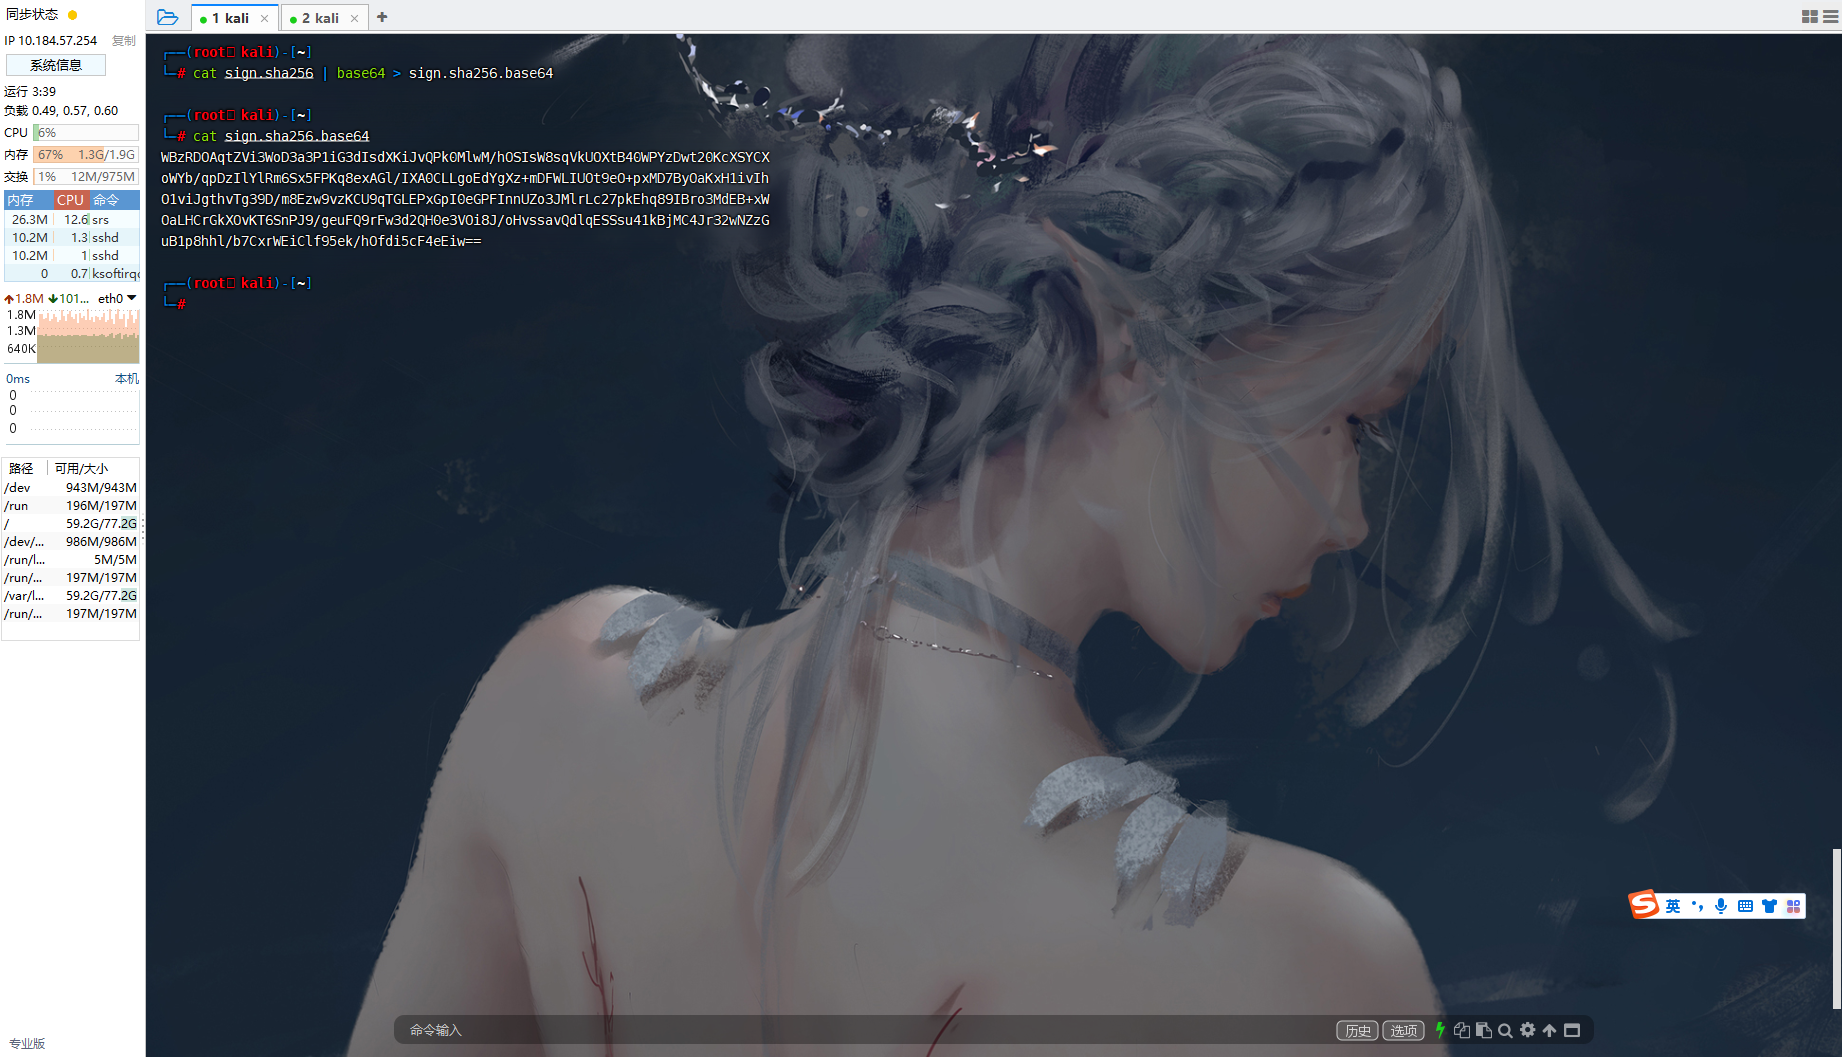 同步状态
IP 10.184.57.254 复制
系统信息
运行 3:39
负载 0.49, 0.57, 0.60
CPU 6%
内存 67% 1.3G/1.9G
交换 1% 12M/975M
内存 CPU 命令
26.3M 12.6 srs
10.2M 1.3 sshd
10.2M 1 sshd
0 0.7 ksoftirq
1.8M 101... eth0
1.8M
1.3M
640K
0ms 本机
0
0
0
路径 可用/大小
/dev 943M/943M
/run 196M/197M
/ 59.2G/77.2G
/dev/... 986M/986M
/run/l... 5M/5M
/run/... 197M/197M
/var/l... 59.2G/77.2G
/run/... 197M/197M
专业版
1 kali
2 kali
┌──(root kali)-[~]
└─# cat sign.sha256 | base64 > sign.sha256.base64
┌──(root kali)-[~]
└─# cat sign.sha256.base64
WBzRDOAqtZVi3WoD3a3P1iG3dIsdXKiJvQPk0MlwM/hOSIsW8sqVkUOXtB40WPYzDwt20KcXSYCX
oWYb/qpDzIlYlRm6Sx5FPKq8exAGl/IXA0CLLgoEdYgXz+mDFWLIUOt9eO+pxMD7ByOaKxH1ivIh
O1viJgthvTg39D/m8Ezw9vzKCU9qTGLEPxGpI0eGPFInnUZo3JMlrLc27pkEhq89IBro3MdEB+xW
OaLHCrGkXOvKT6SnPJ9/geuFQ9rFw3d2QH0e3VOi8J/oHvssavQdlqESSsu41kBjMC4Jr32wNZzG
uB1p8hhl/b7CxrWEiClf95ek/hOfdi5cF4eEiw==
┌──(root kali)-[~]
└─#
英
命令输入
历史 选项